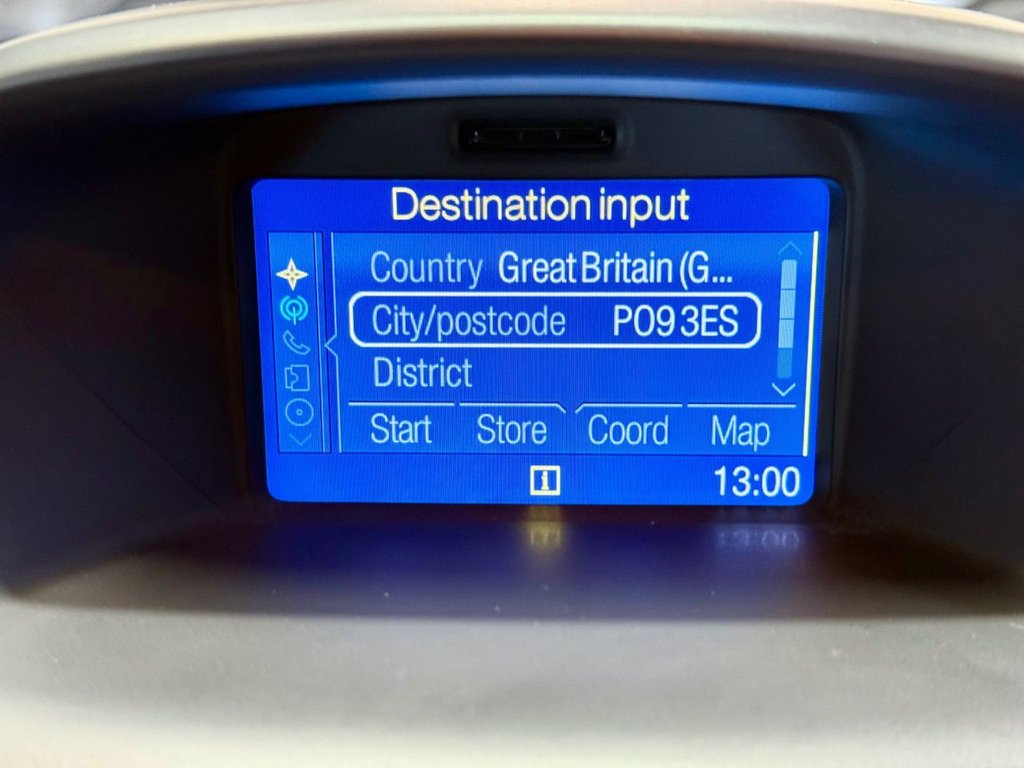 Destination input
Country Great Britain (G...
City/postcode PO9 3ES
District
Start Store Coord Map
i 13:00